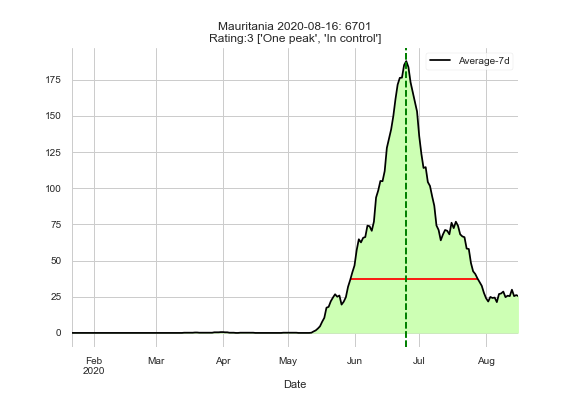 Mauritania 2020-08-16: 6701
Rating:3 ['One peak', 'In control']
Average-7d
175
150
125
100
75
50
25
0
Feb
2020
Mar
Apr
May
Jun
Jul
Aug
Date